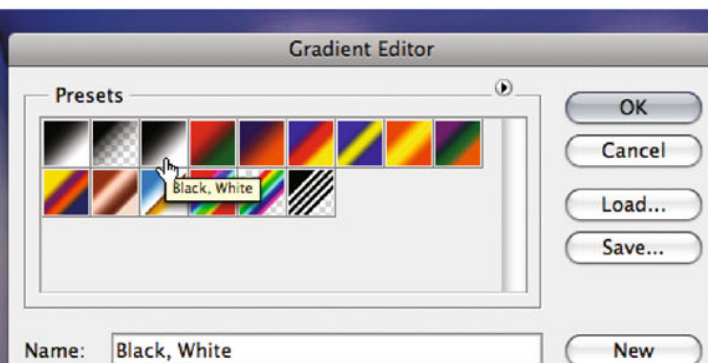 Gradient Editor
Presets
OK
Cancel
Black, White
Load...
Save...
Name: Black, White
New